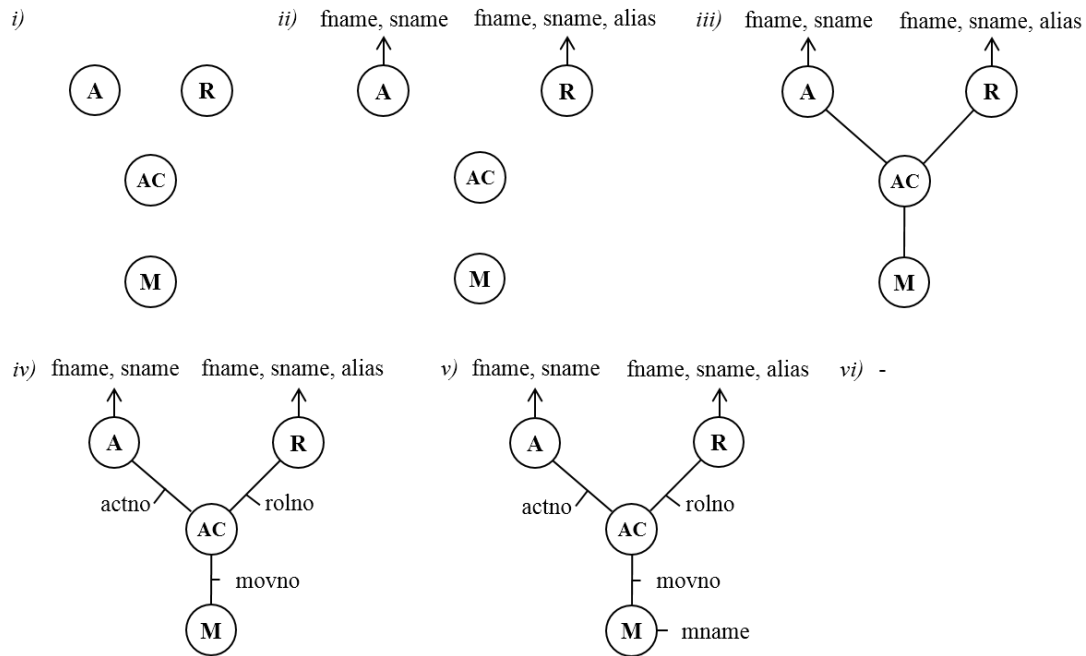 i)
ii) fname, sname fname, sname, alias
iii) fname, sname fname, sname, alias
A R
A R
A R
AC
AC
AC
M
M
M
iv) fname, sname fname, sname, alias
v) fname, sname fname, sname, alias
vi) -
A R
A R
actno rolno
actno rolno
AC
AC
movno
movno
M
M mname